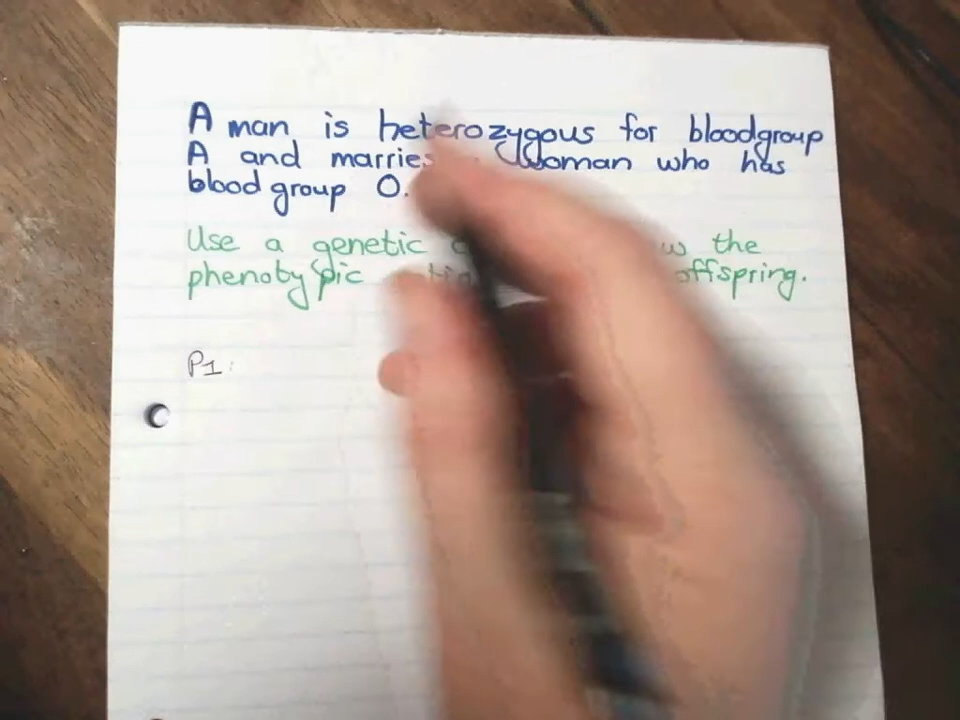 A man is heterozygous for bloodgroup
A and marries woman who has
blood group O.
Use a genetic the
phenotypic offspring.
P1: